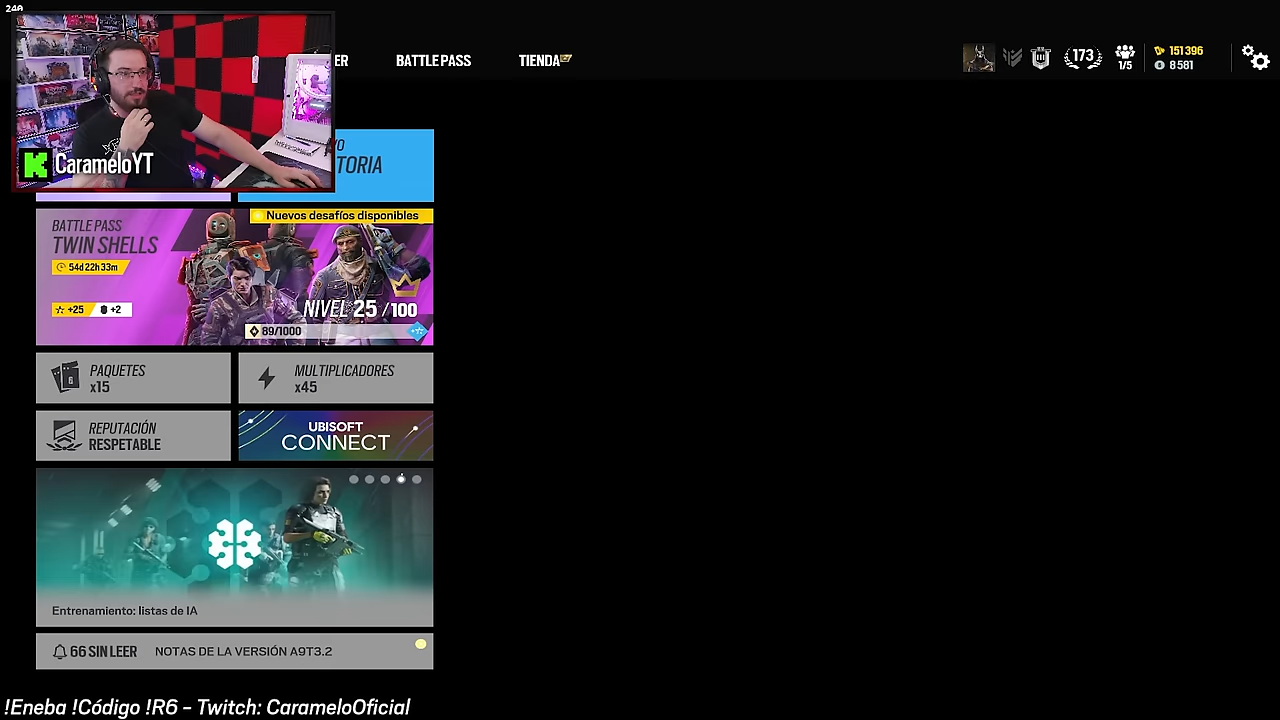 240
ER
BATTLE PASS
TIENDA
173
1/5
151 396
8 581
CarameloYT
TORIA
BATTLE PASS
TWIN SHELLS
54d 22h 33m
+25
+2
Nuevos desafíos disponibles
NIVEL 25 /100
89/1000
PAQUETES
x15
MULTIPLICADORES
x45
REPUTACIÓN
RESPETABLE
UBISOFT
CONNECT
Entrenamiento: listas de IA
66 SIN LEER
NOTAS DE LA VERSIÓN A9T3.2
!Eneba !Código !R6 - Twitch: CarameloOficial